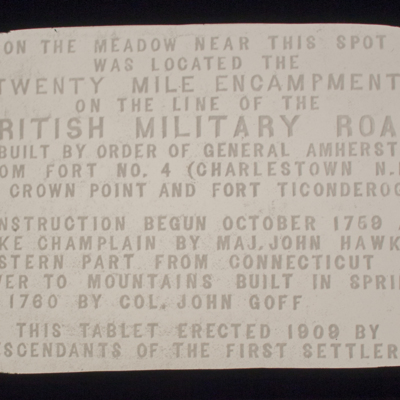 ON THE MEADOW NEAR THIS SPOT
WAS LOCATED THE
TWENTY MILE ENCAMPMENT
ON THE LINE OF THE
RITISH MILITARY ROA
BUILT BY ORDER OF GENERAL AMHERST
OM FORT NO. 4 (CHARLESTOWN N.
CROWN POINT AND FORT TICONDEROG
NSTRUCTION BEGUN OCTOBER 1759 A
KE CHAMPLAIN BY MAJ. JOHN HAWK
STERN PART FROM CONNECTICUT
VER TO MOUNTAINS BUILT IN SPRI
1760 BY COL. JOHN GOFF
THIS TABLET ERECTED 1909 BY
SCENDANTS OF THE FIRST SETTLER